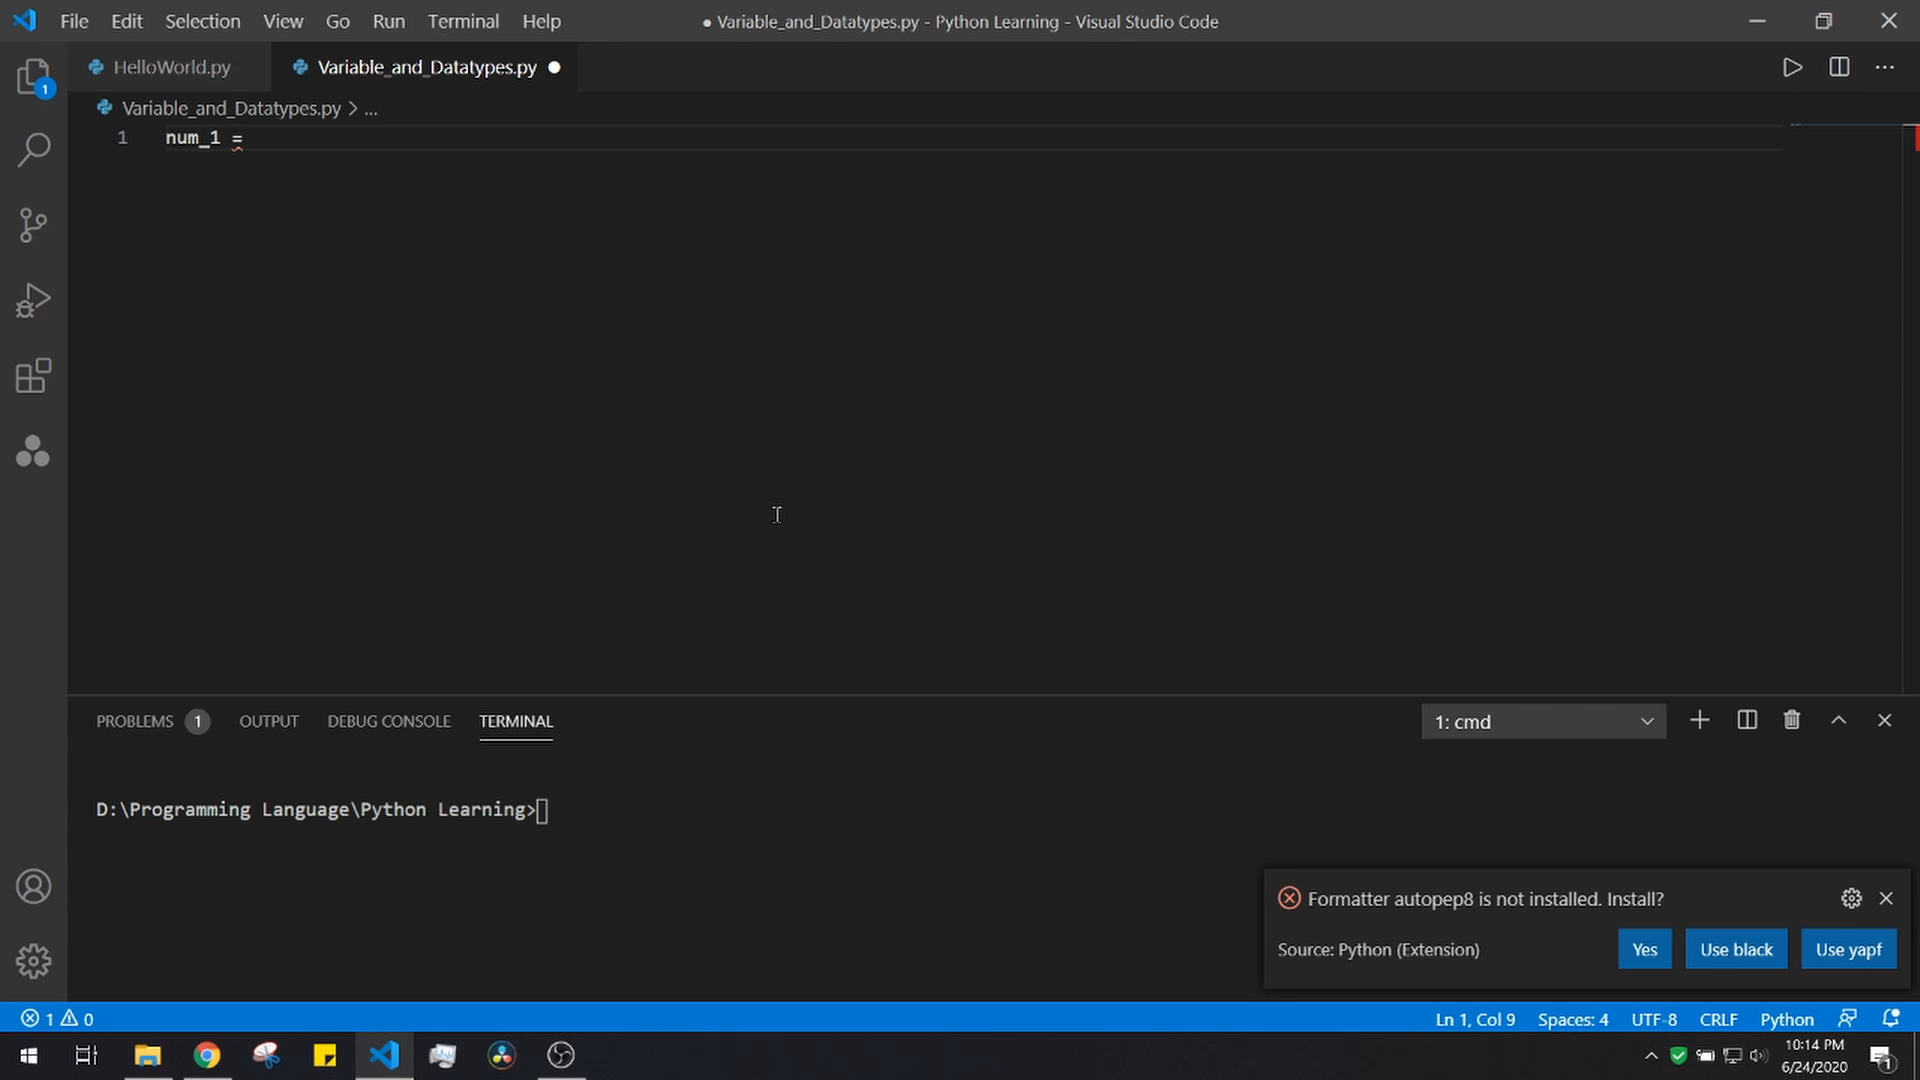 File Edit Selection View Go Run Terminal Help
● Variable_and_Datatypes.py - Python Learning - Visual Studio Code
HelloWorld.py
Variable_and_Datatypes.py ●
1
Variable_and_Datatypes.py > ...
1 num_1 =
PROBLEMS 1 OUTPUT DEBUG CONSOLE TERMINAL
1: cmd
D:\Programming Language\Python Learning>
Formatter autopep8 is not installed. Install?
Source: Python (Extension)
Yes Use black Use yapf
1 0
Ln 1, Col 9 Spaces: 4 UTF-8 CRLF Python
10:14 PM
6/24/2020
1